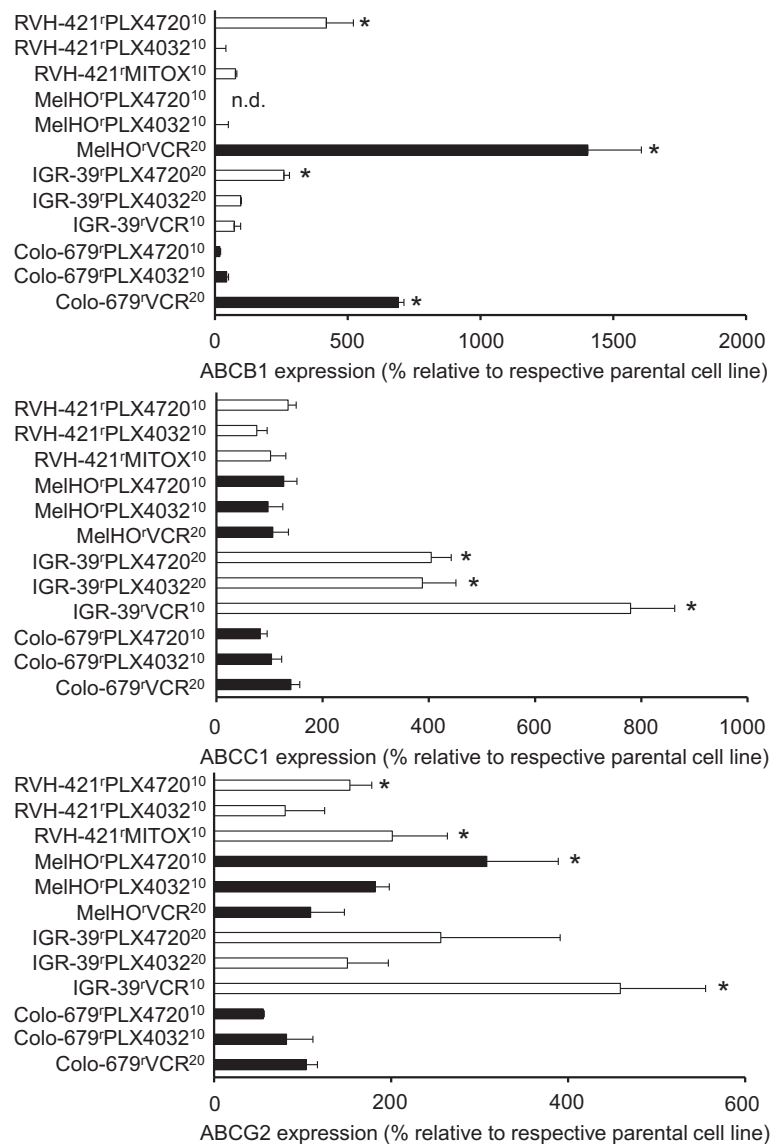 RVH-421ʳPLX4720¹⁰ *
RVH-421ʳPLX4032¹⁰
RVH-421ʳMITOX¹⁰
MelHOʳPLX4720¹⁰ n.d.
MelHOʳPLX4032¹⁰
MelHOʳVCR²⁰ *
IGR-39ʳPLX4720²⁰ *
IGR-39ʳPLX4032²⁰
IGR-39ʳVCR¹⁰
Colo-679ʳPLX4720¹⁰
Colo-679ʳPLX4032¹⁰
Colo-679ʳVCR²⁰ *
0 500 1000 1500 2000
ABCB1 expression (% relative to respective parental cell line)
RVH-421ʳPLX4720¹⁰
RVH-421ʳPLX4032¹⁰
RVH-421ʳMITOX¹⁰
MelHOʳPLX4720¹⁰
MelHOʳPLX4032¹⁰
MelHOʳVCR²⁰
IGR-39ʳPLX4720²⁰ *
IGR-39ʳPLX4032²⁰ *
IGR-39ʳVCR¹⁰ *
Colo-679ʳPLX4720¹⁰
Colo-679ʳPLX4032¹⁰
Colo-679ʳVCR²⁰
0 200 400 600 800 1000
ABCC1 expression (% relative to respective parental cell line)
RVH-421ʳPLX4720¹⁰ *
RVH-421ʳPLX4032¹⁰
RVH-421ʳMITOX¹⁰ *
MelHOʳPLX4720¹⁰ *
MelHOʳPLX4032¹⁰
MelHOʳVCR²⁰
IGR-39ʳPLX4720²⁰
IGR-39ʳPLX4032²⁰
IGR-39ʳVCR¹⁰ *
Colo-679ʳPLX4720¹⁰
Colo-679ʳPLX4032¹⁰
Colo-679ʳVCR²⁰
0 200 400 600
ABCG2 expression (% relative to respective parental cell line)